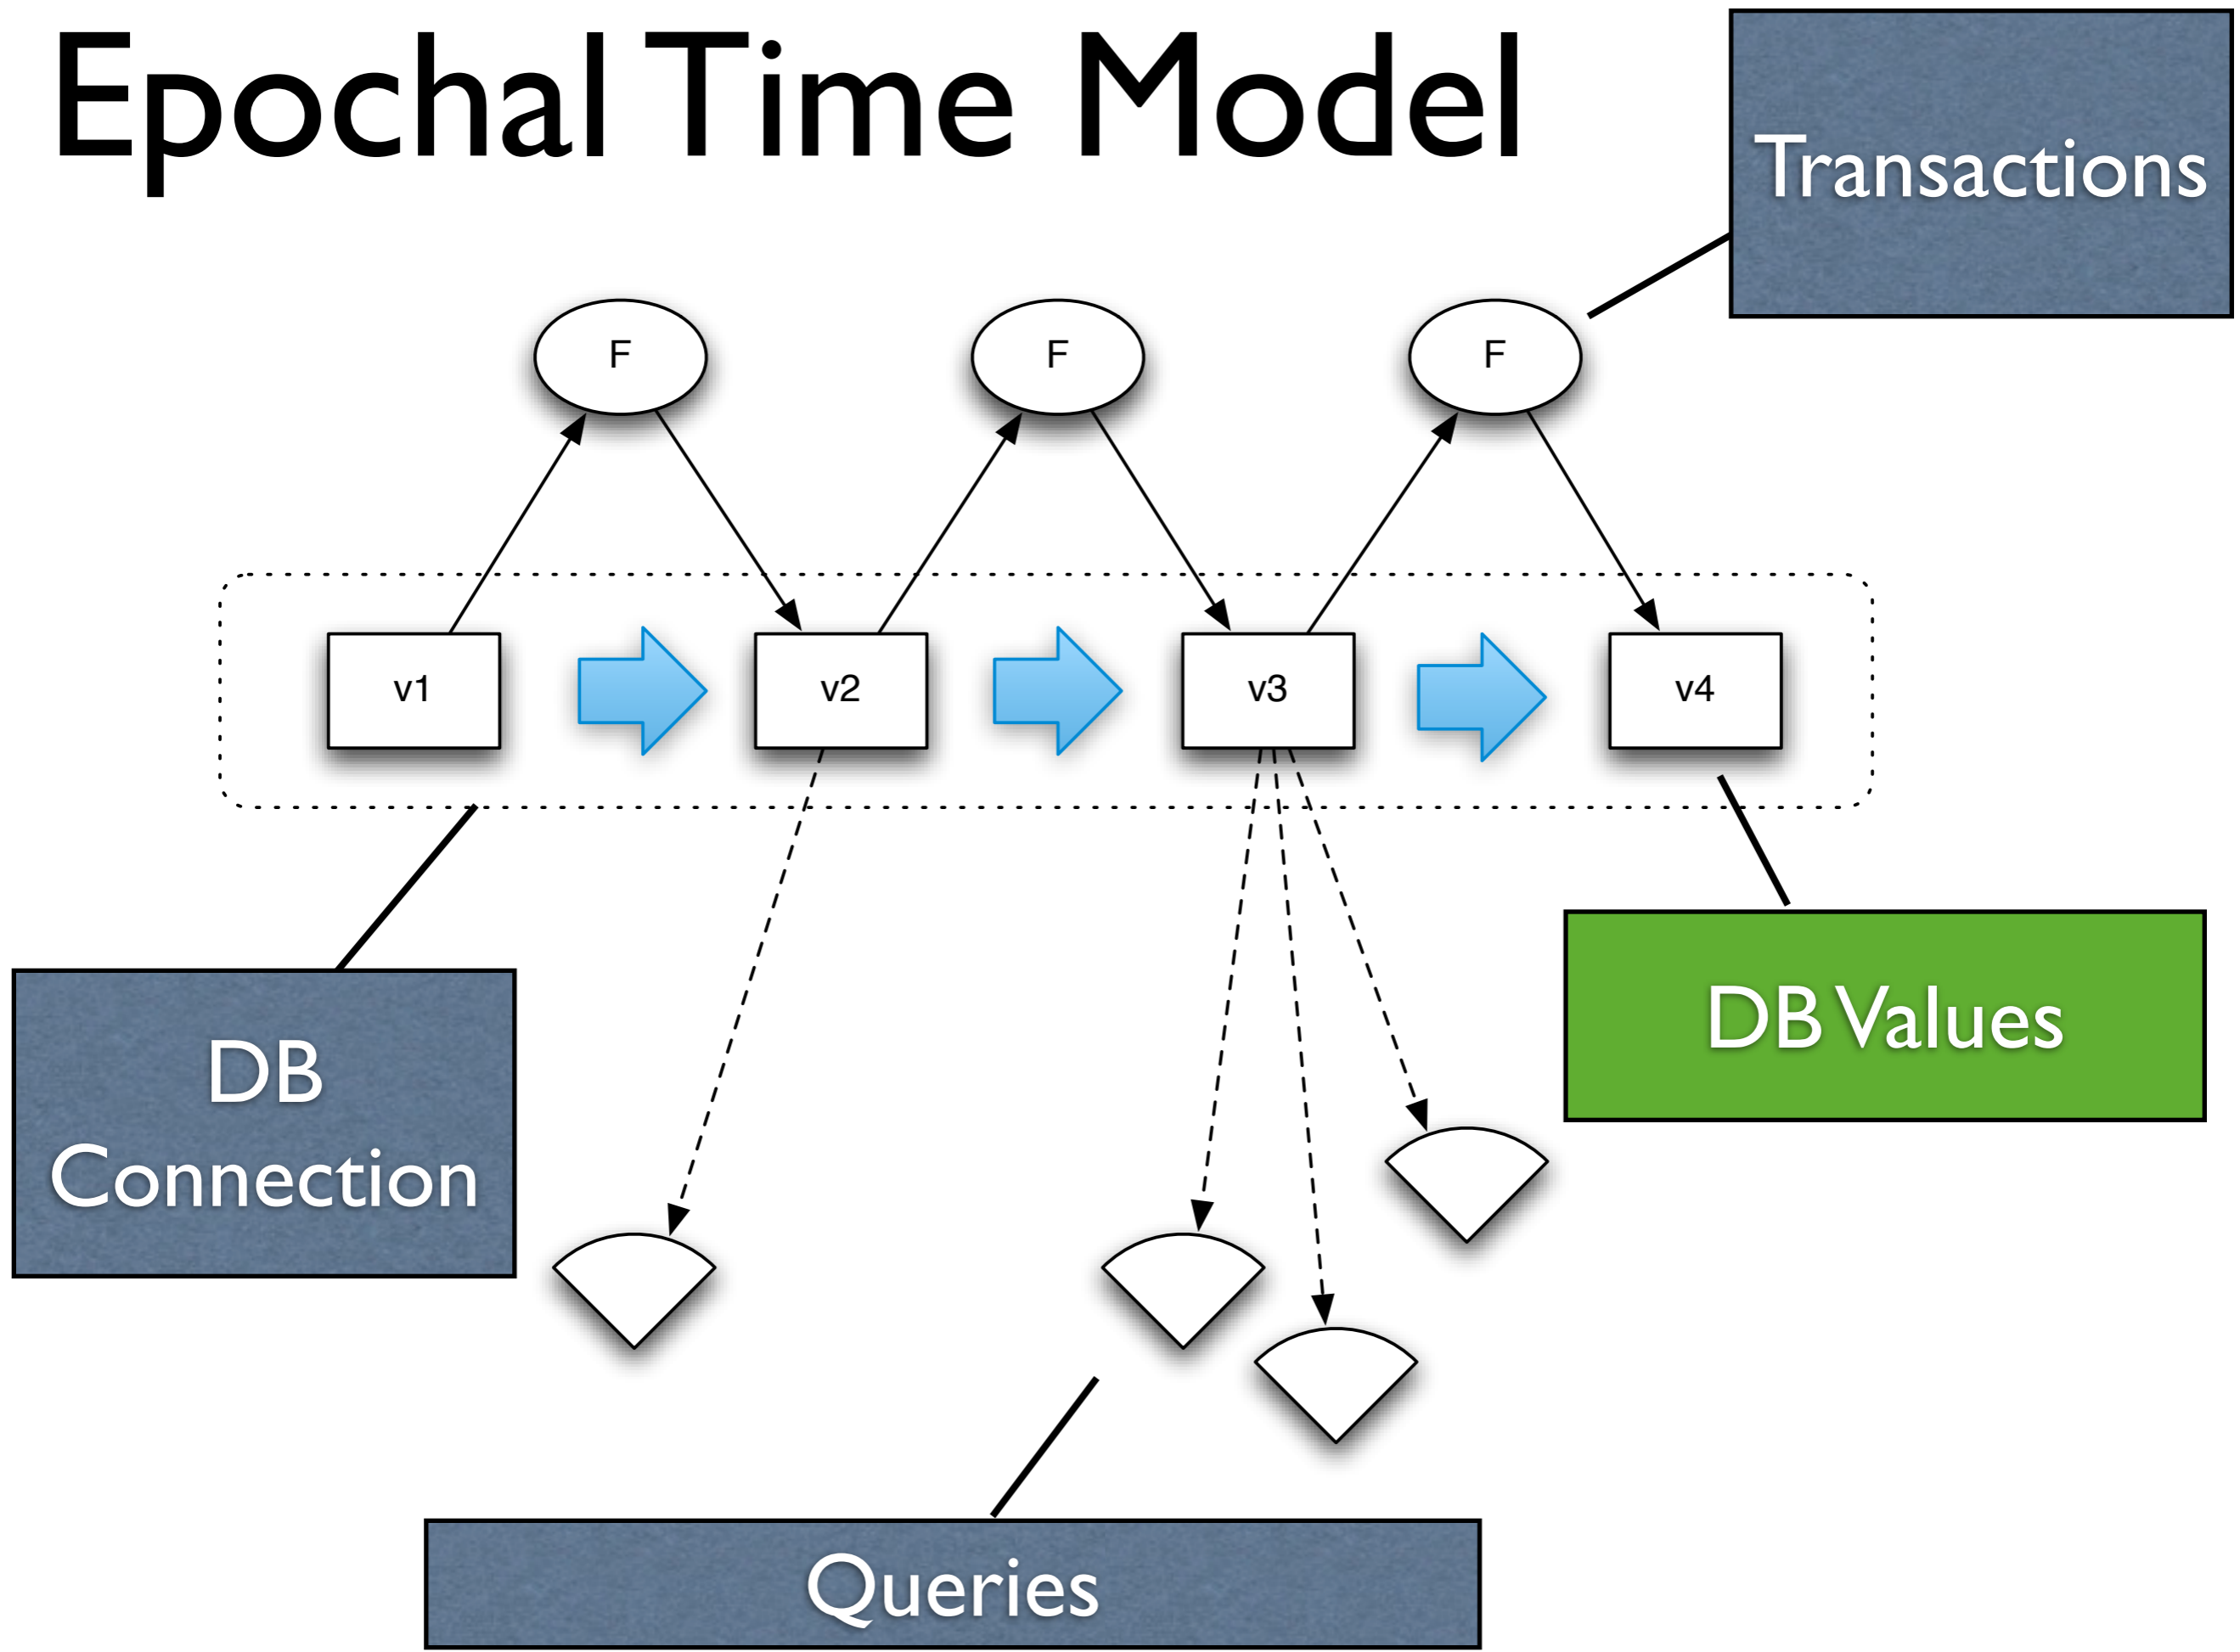 Epochal Time Model
Transactions
F
F
F
v1
v2
v3
v4
DB Values
DB
Connection
Queries